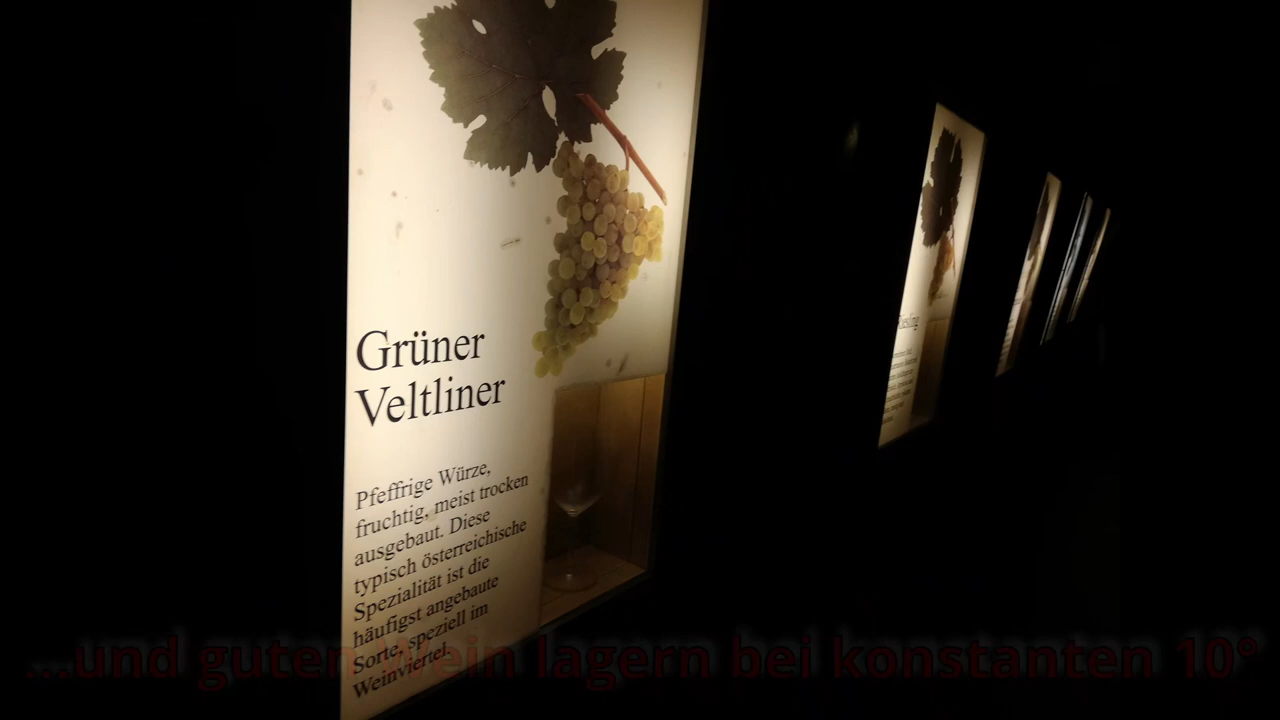 Grüner
Veltliner
Pfeffrige Würze,
fruchtig, meist trocken
ausgebaut. Diese
typisch österreichische
Spezialität ist die
häufigst angebaute
Sorte, speziell im
Weinviertel.
Riesling
...und guten Wein lagern bei konstanten 10°